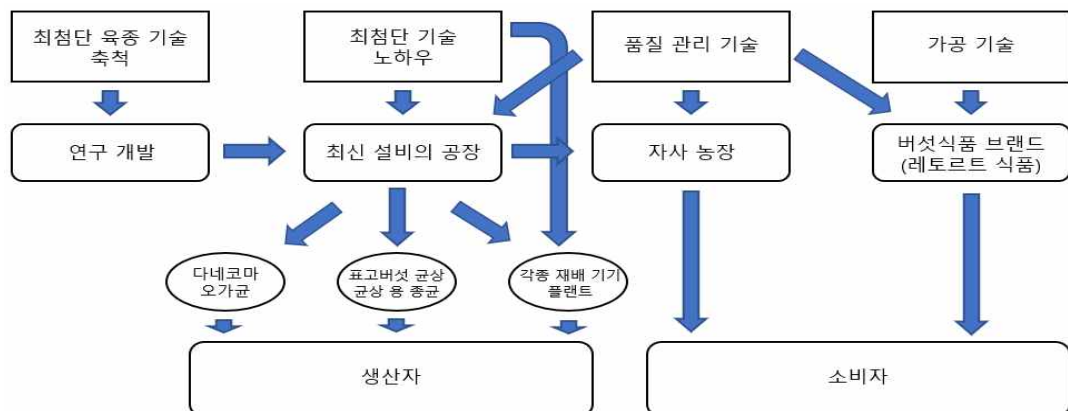 최첨단 육종 기술
축척
최첨단 기술
노하우
품질 관리 기술
가공 기술
연구 개발
최신 설비의 공장
자사 농장
버섯식품 브랜드
(레토르트 식품)
다네코마
오가균
표고버섯 균상
균상 용 종균
각종 재배 기기
플랜트
생산자
소비자